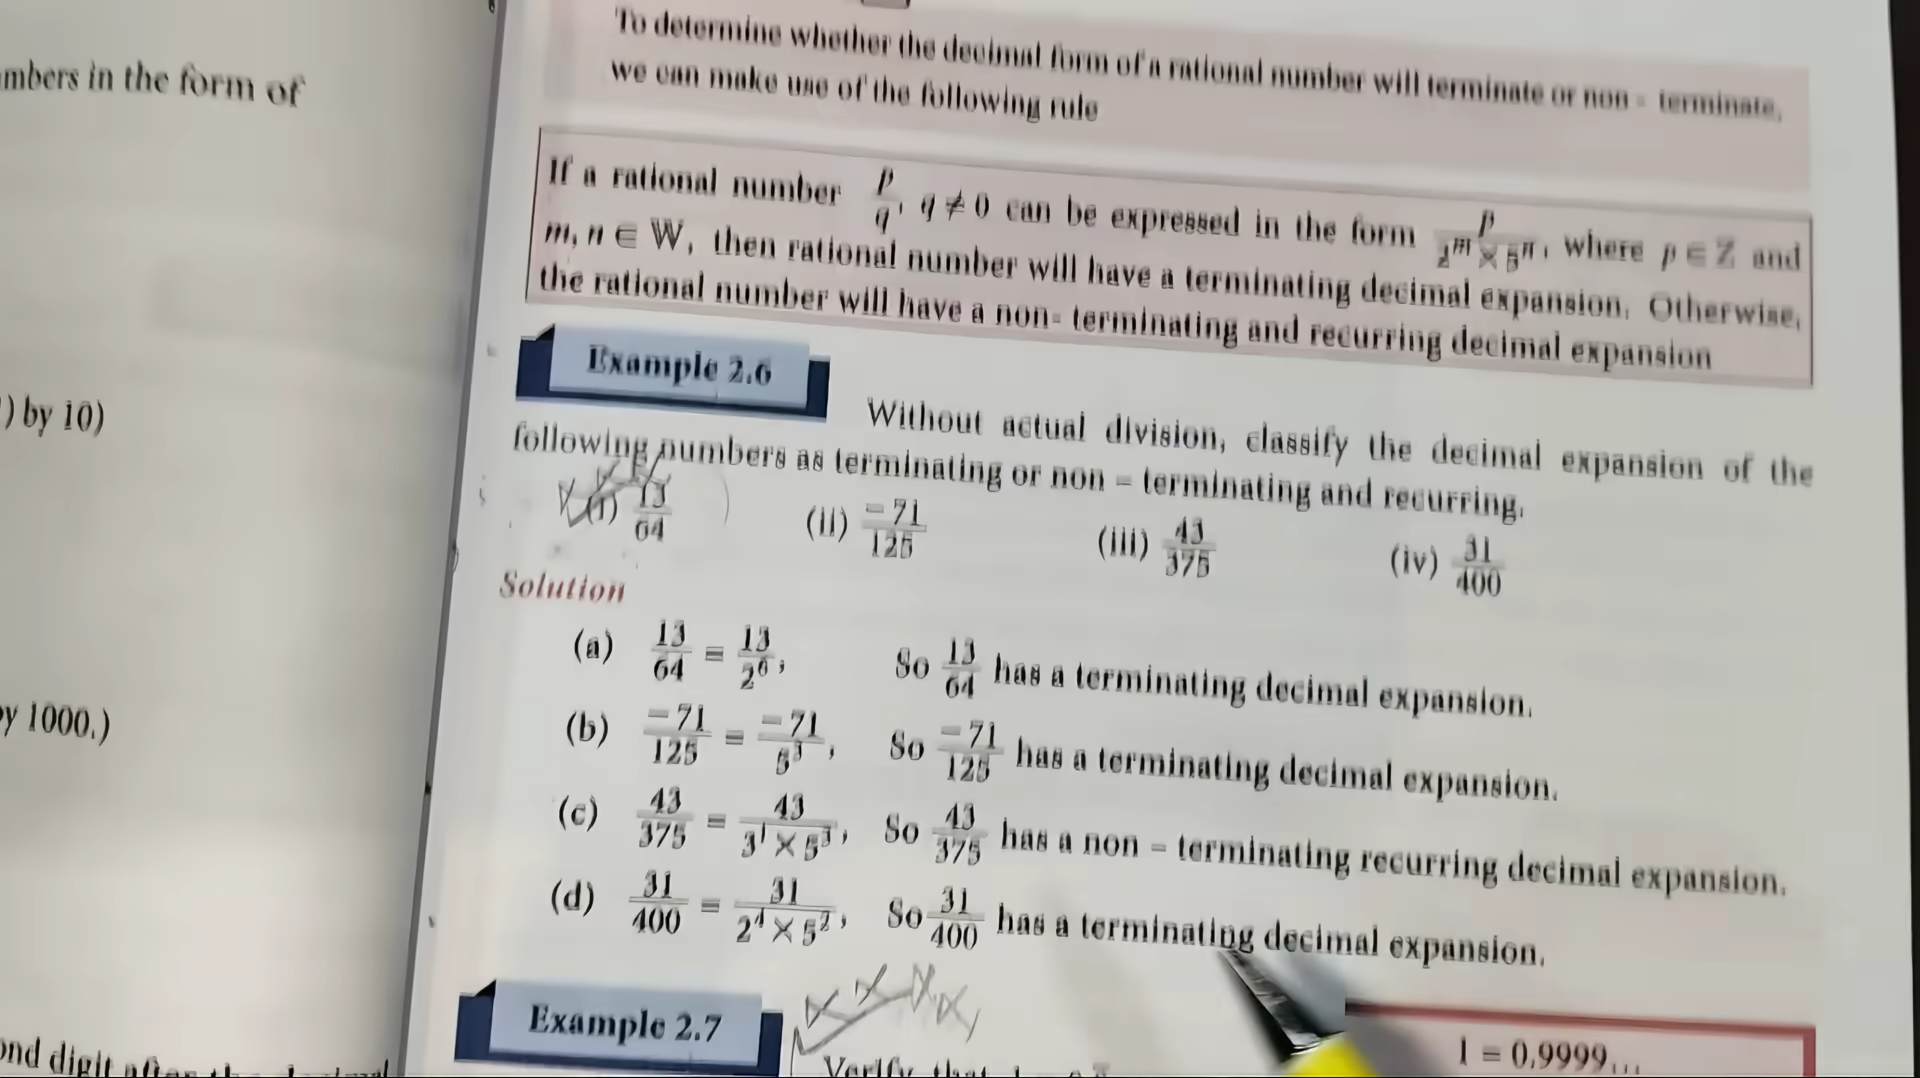 mbers in the form of
) by 10)
y 1000.)
ond digit after the decimal
To determine whether the decimal form of a rational number will terminate or non - terminate,
we can make use of the following rule
If a rational number p/q, q ≠ 0 can be expressed in the form p/(2^m × 5^n), where p ∈ ℤ and
m, n ∈ W, then rational number will have a terminating decimal expansion. Otherwise,
the rational number will have a non- terminating and recurring decimal expansion
Example 2.6
Without actual division, classify the decimal expansion of the
following numbers as terminating or non – terminating and recurring.
(i) 13/64 (ii) −71/125 (iii) 43/375 (iv) 31/400
Solution
(a) 13/64 = 13/2^6, So 13/64 has a terminating decimal expansion.
(b) −71/125 = −71/5^3, So −71/125 has a terminating decimal expansion.
(c) 43/375 = 43/(3^1 × 5^3), So 43/375 has a non – terminating recurring decimal expansion.
(d) 31/400 = 31/(2^4 × 5^2), So 31/400 has a terminating decimal expansion.
Example 2.7
Verify that 1
1 = 0.9999...